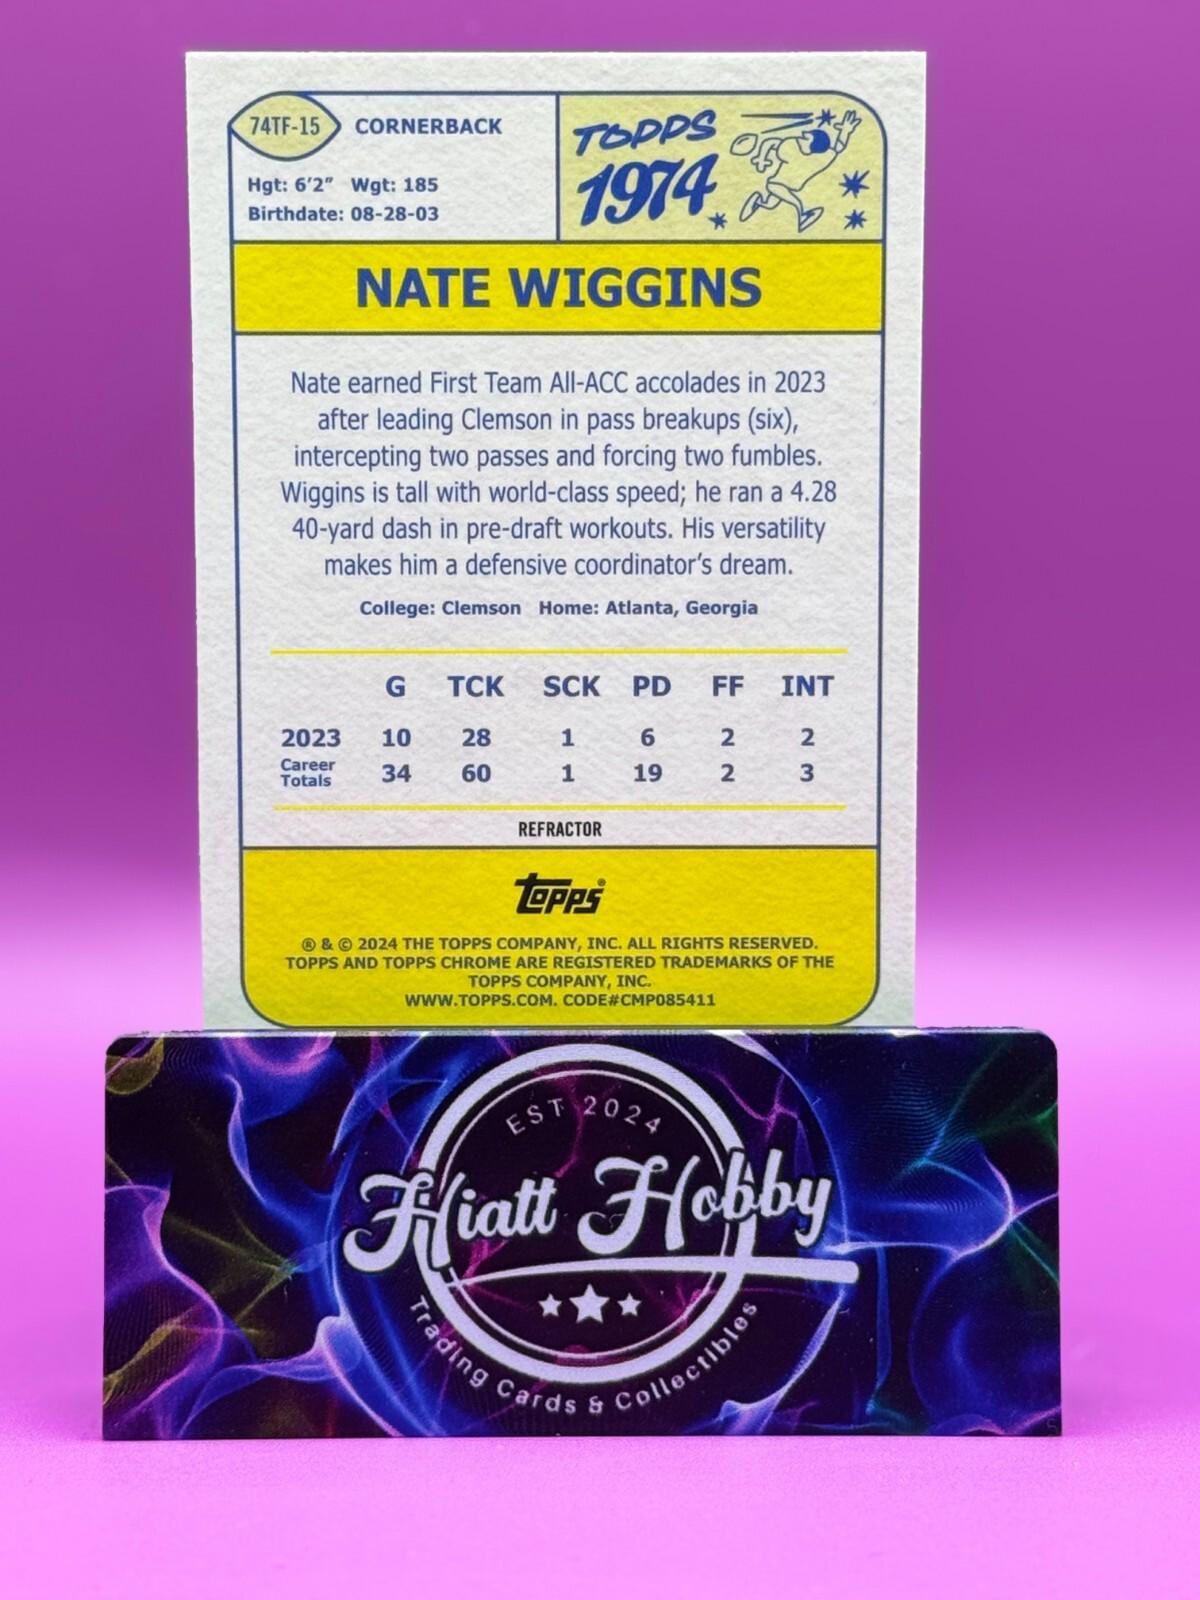 74TF-15 CORNERBACK
Hgt: 6'2" Wgt: 185
Birthdate: 08-28-03
TOPPS
1974
NATE WIGGINS
Nate earned First Team All-ACC accolades in 2023
after leading Clemson in pass breakups (six),
intercepting two passes and forcing two fumbles.
Wiggins is tall with world-class speed; he ran a 4.28
40-yard dash in pre-draft workouts. His versatility
makes him a defensive coordinator's dream.
College: Clemson Home: Atlanta, Georgia
G TCK SCK PD FF INT
2023 10 28 1 6 2 2
Career Totals 34 60 1 19 2 3
REFRACTOR
Topps®
® & © 2024 THE TOPPS COMPANY, INC. ALL RIGHTS RESERVED.
TOPPS AND TOPPS CHROME ARE REGISTERED TRADEMARKS OF THE
TOPPS COMPANY, INC.
WWW.TOPPS.COM. CODE#CMP085411
EST 2024
Hiatt Hobby
Trading Cards & Collectibles